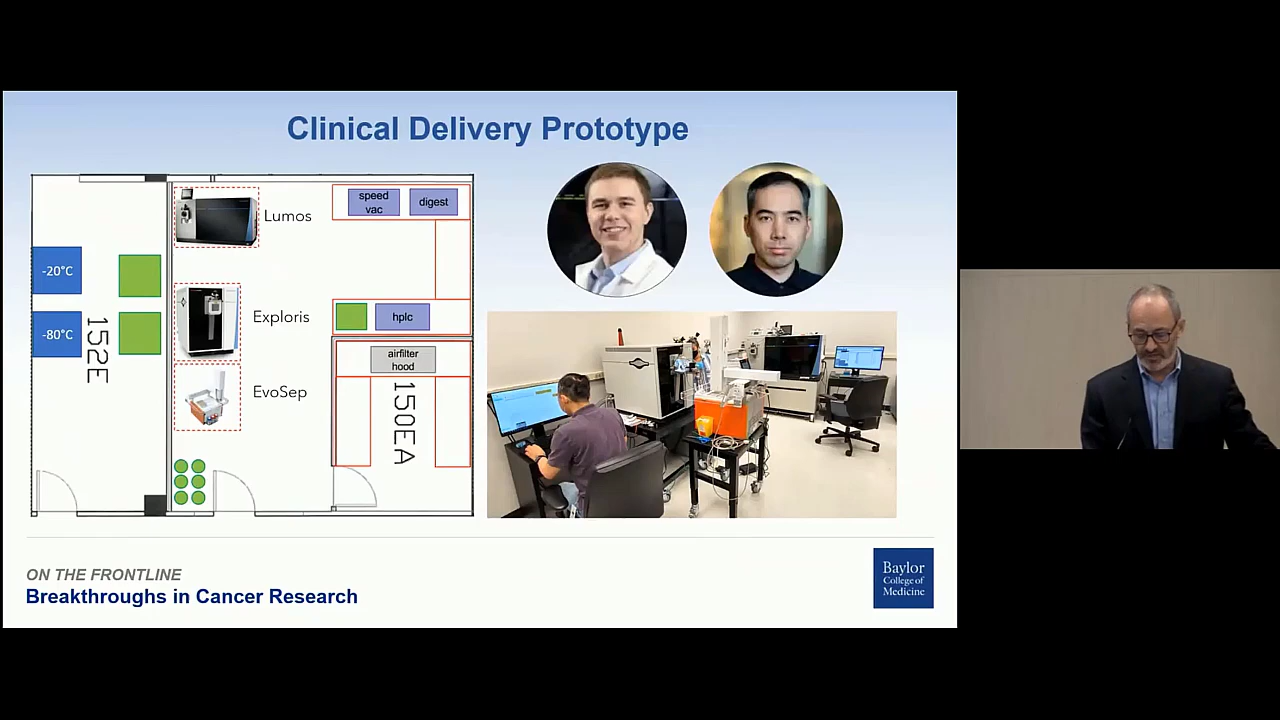 Clinical Delivery Prototype
Lumos
speed
vac
digest
-20°C
-80°C
152E
Exploris
hplc
airfilter
hood
EvoSep
150EA
ON THE FRONTLINE
Breakthroughs in Cancer Research
Baylor
College of
Medicine